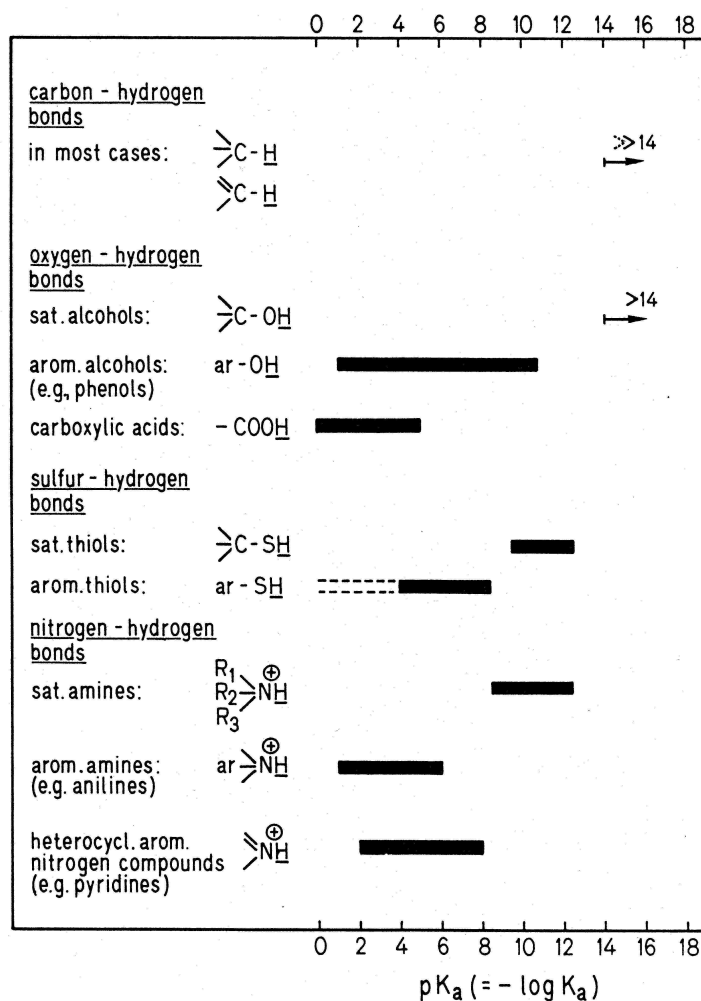 0 2 4 6 8 10 12 14 16 18
carbon - hydrogen
bonds
in most cases: C-H ≫14
C-H
oxygen - hydrogen
bonds
sat. alcohols: C-OH >14
arom. alcohols: ar-OH
(e.g., phenols)
carboxylic acids: -COOH
sulfur - hydrogen
bonds
sat. thiols: C-SH
arom. thiols: ar-SH
nitrogen - hydrogen
bonds
R1
sat. amines: R2 NH ⊕
R3
arom. amines: ar NH ⊕
(e.g. anilines)
heterocycl. arom. NH ⊕
nitrogen compounds
(e.g. pyridines)
0 2 4 6 8 10 12 14 16 18
pKa (= - log Ka)